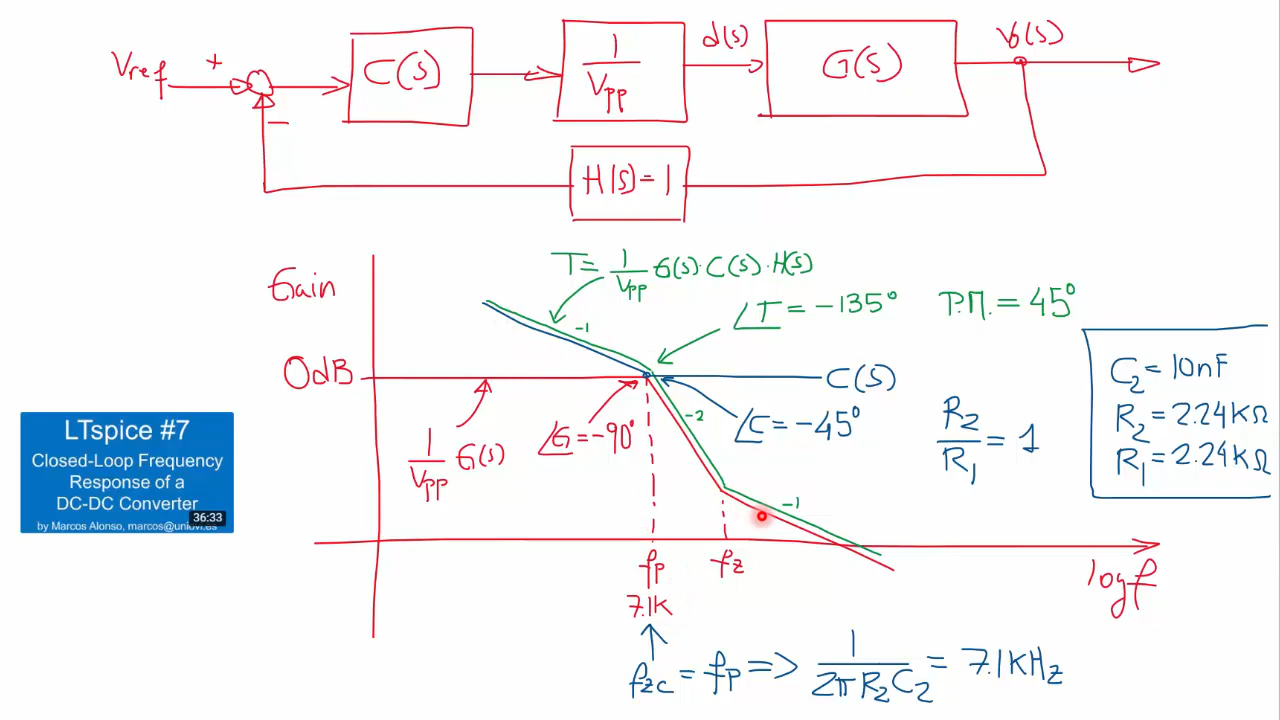 Vref
+
−
C(s)
1/Vpp
d(s)
G(s)
vo(s)
H(s)=1
Gain
T = 1/Vpp G(s)·C(s)·H(s)
-1
∠T = −135°
P.M. = 45°
0dB
C(s)
-2
1/Vpp G(s)
∠G = −90°
∠C = −45°
R2/R1 = 1
C2 = 10nF
R2 = 2.24KΩ
R1 = 2.24KΩ
LTspice #7
Closed-Loop Frequency
Response of a
DC-DC Converter
by Marcos Alonso, marcos@uniovi.es
36:33
-1
fp
fz
log f
7.1K
fzc = fp => 1/2πR2C2 = 7.1KHz